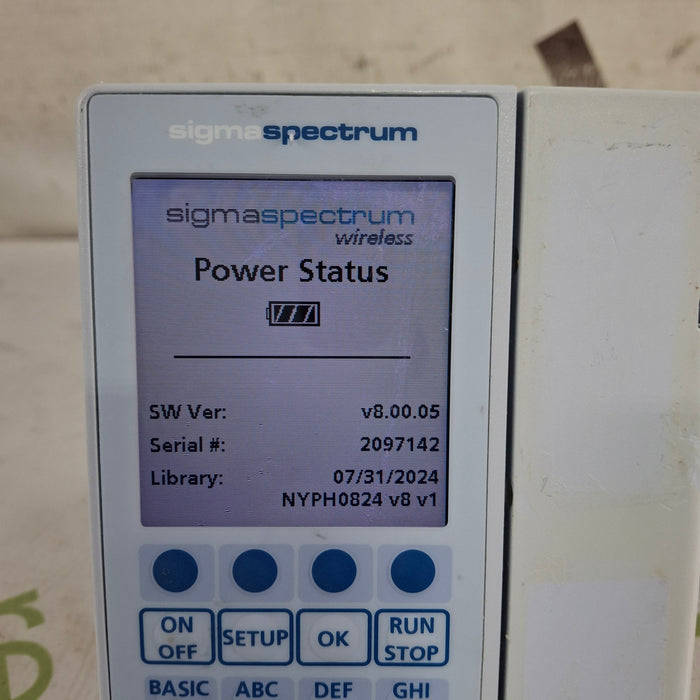 sigmaspectrum
sigmaspectrum
wireless
Power Status
SW Ver: v8.00.05
Serial #: 2097142
Library: 07/31/2024
NYPH0824 v8 v1
ON OFF SETUP OK RUN STOP
BASIC ABC DEF GHI